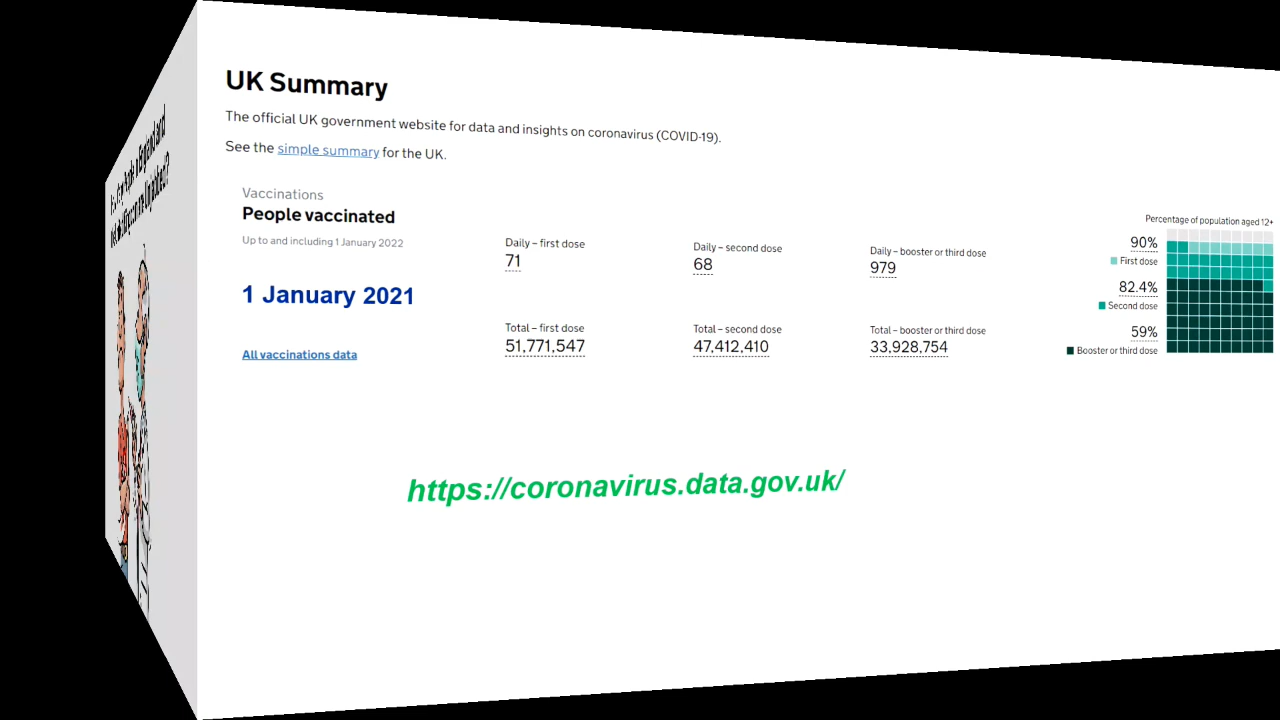 UK Summary
The official UK government website for data and insights on coronavirus (COVID-19).
See the simple summary for the UK.
Vaccinations
People vaccinated
Up to and including 1 January 2022
1 January 2021
All vaccinations data
Daily – first dose
71
Daily – second dose
68
Daily – booster or third dose
979
Total – first dose
51,771,547
Total – second dose
47,412,410
Total – booster or third dose
33,928,754
Percentage of population aged 12+
90%
First dose
82.4%
Second dose
59%
Booster or third dose
https://coronavirus.data.gov.uk/